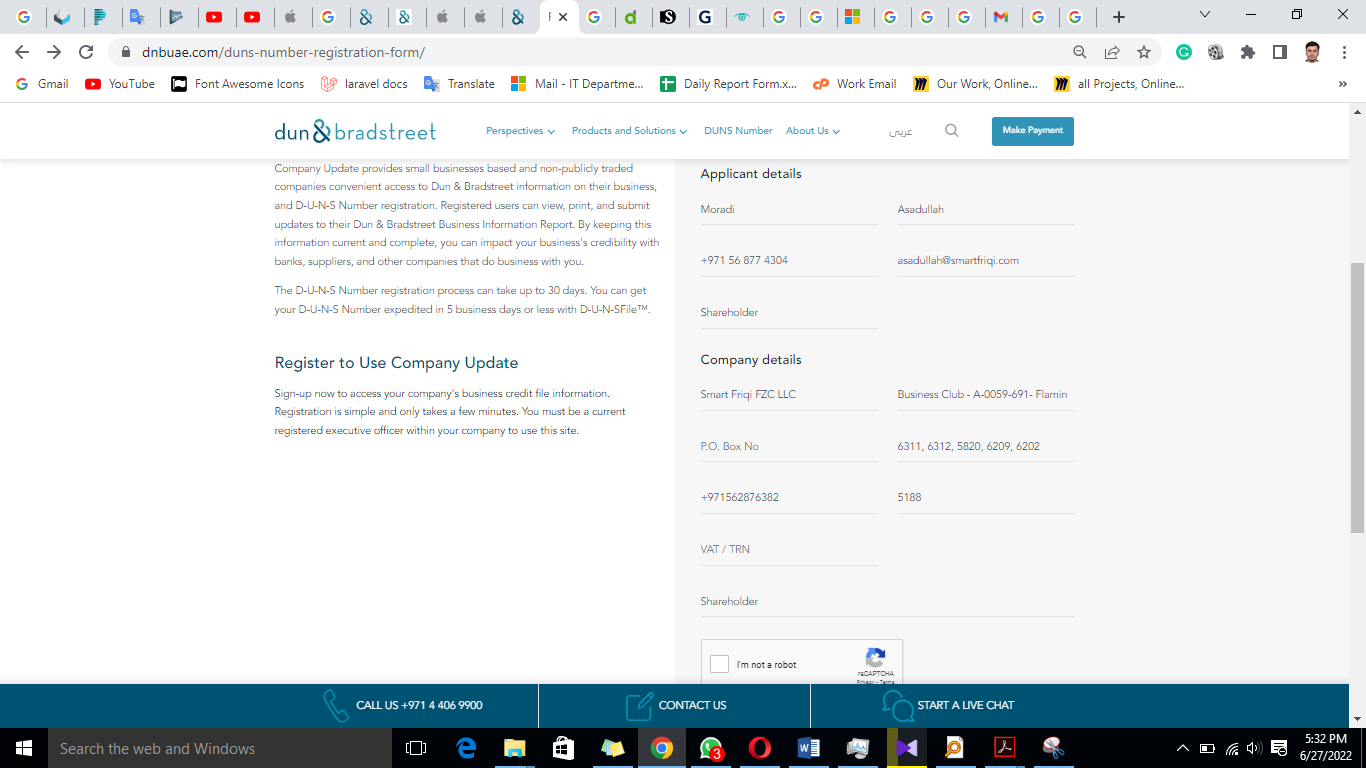 dnbuae.com/duns-number-registration-form/
Gmail
YouTube
Font Awesome Icons
laravel docs
Translate
Mail - IT Departme...
Daily Report Form.x...
Work Email
Our Work, Online...
all Projects, Online...
»
dun & bradstreet
Perspectives
Products and Solutions
DUNS Number
About Us
عربى
Make Payment
Company Update provides small businesses based and non-publicly traded
companies convenient access to Dun & Bradstreet information on their business,
and D-U-N-S Number registration. Registered users can view, print, and submit
updates to their Dun & Bradstreet Business Information Report. By keeping this
information current and complete, you can impact your business's credibility with
banks, suppliers, and other companies that do business with you.
The D-U-N-S Number registration process can take up to 30 days. You can get
your D-U-N-S Number expedited in 5 business days or less with D-U-N-SFile™.
Register to Use Company Update
Sign-up now to access your company's business credit file information.
Registration is simple and only takes a few minutes. You must be a current
registered executive officer within your company to use this site.
Applicant details
Moradi
Asadullah
+971 56 877 4304
asadullah@smartfriqi.com
Shareholder
Company details
Smart Friqi FZC LLC
Business Club - A-0059-691- Flamin
P.O. Box No
6311, 6312, 5820, 6209, 6202
+971562876382
5188
VAT / TRN
Shareholder
I'm not a robot
reCAPTCHA
Privacy - Terms
CALL US +971 4 406 9900
CONTACT US
START A LIVE CHAT
Search the web and Windows
3
5:32 PM
6/27/2022